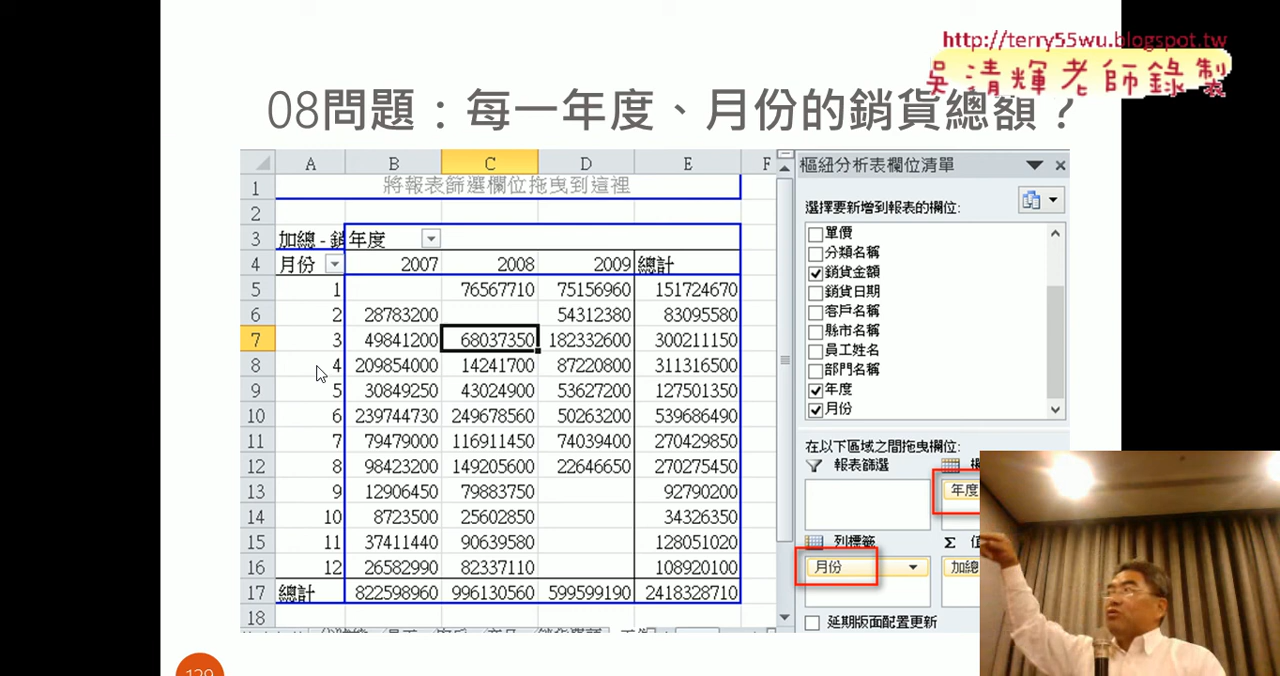 http://terry55wu.blogspot.tw
吳清輝老師錄製
08問題：每一年度、月份的銷貨總額？
A B C D E F
1 將報表篩選欄位拖曳到這裡
2
3 加總 - 銷 年度
4 月份 2007 2008 2009 總計
5 1 76567710 75156960 151724670
6 2 28783200 54312380 83095580
7 3 49841200 68037350 182332600 300211150
8 4 209854000 14241700 87220800 311316500
9 5 30849250 43024900 53627200 127501350
10 6 239744730 249678560 50263200 539686490
11 7 79479000 116911450 74039400 270429850
12 8 98423200 149205600 22646650 270275450
13 9 12906450 79883750 92790200
14 10 8723500 25602850 34326350
15 11 37411440 90639580 128051020
16 12 26582990 82337110 108920100
17 總計 822598960 996130560 599599190 2418328710
18
樞紐分析表欄位清單
選擇要新增到報表的欄位:
單價
分類名稱
銷貨金額
銷貨日期
客戶名稱
縣市名稱
員工姓名
部門名稱
年度
月份
在以下區域之間拖曳欄位:
報表篩選
年度
列標籤 Σ
月份 加總
延期版面配置更新